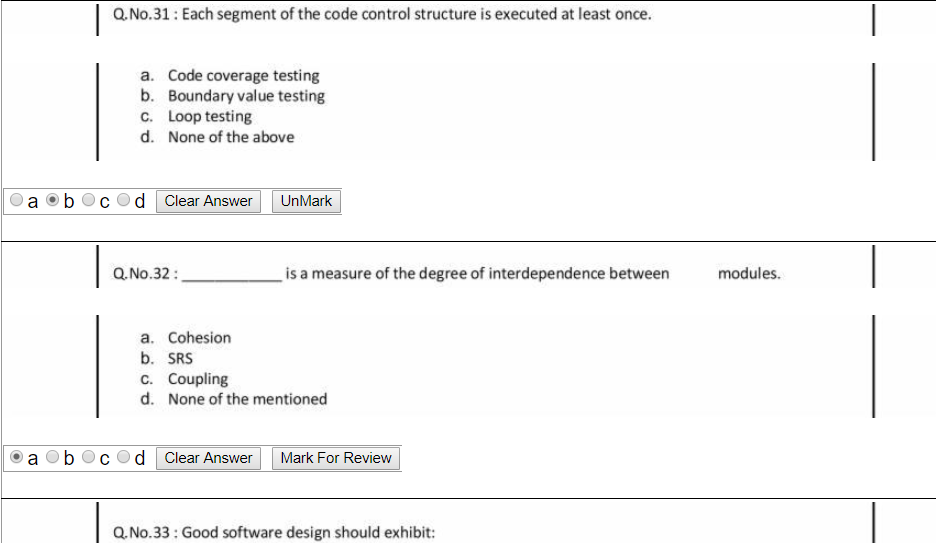 Q.No.31 : Each segment of the code control structure is executed at least once.
a. Code coverage testing
b. Boundary value testing
c. Loop testing
d. None of the above
a b c d Clear Answer UnMark
Q.No.32 : ____________ is a measure of the degree of interdependence between modules.
a. Cohesion
b. SRS
c. Coupling
d. None of the mentioned
a b c d Clear Answer Mark For Review
Q.No.33 : Good software design should exhibit: